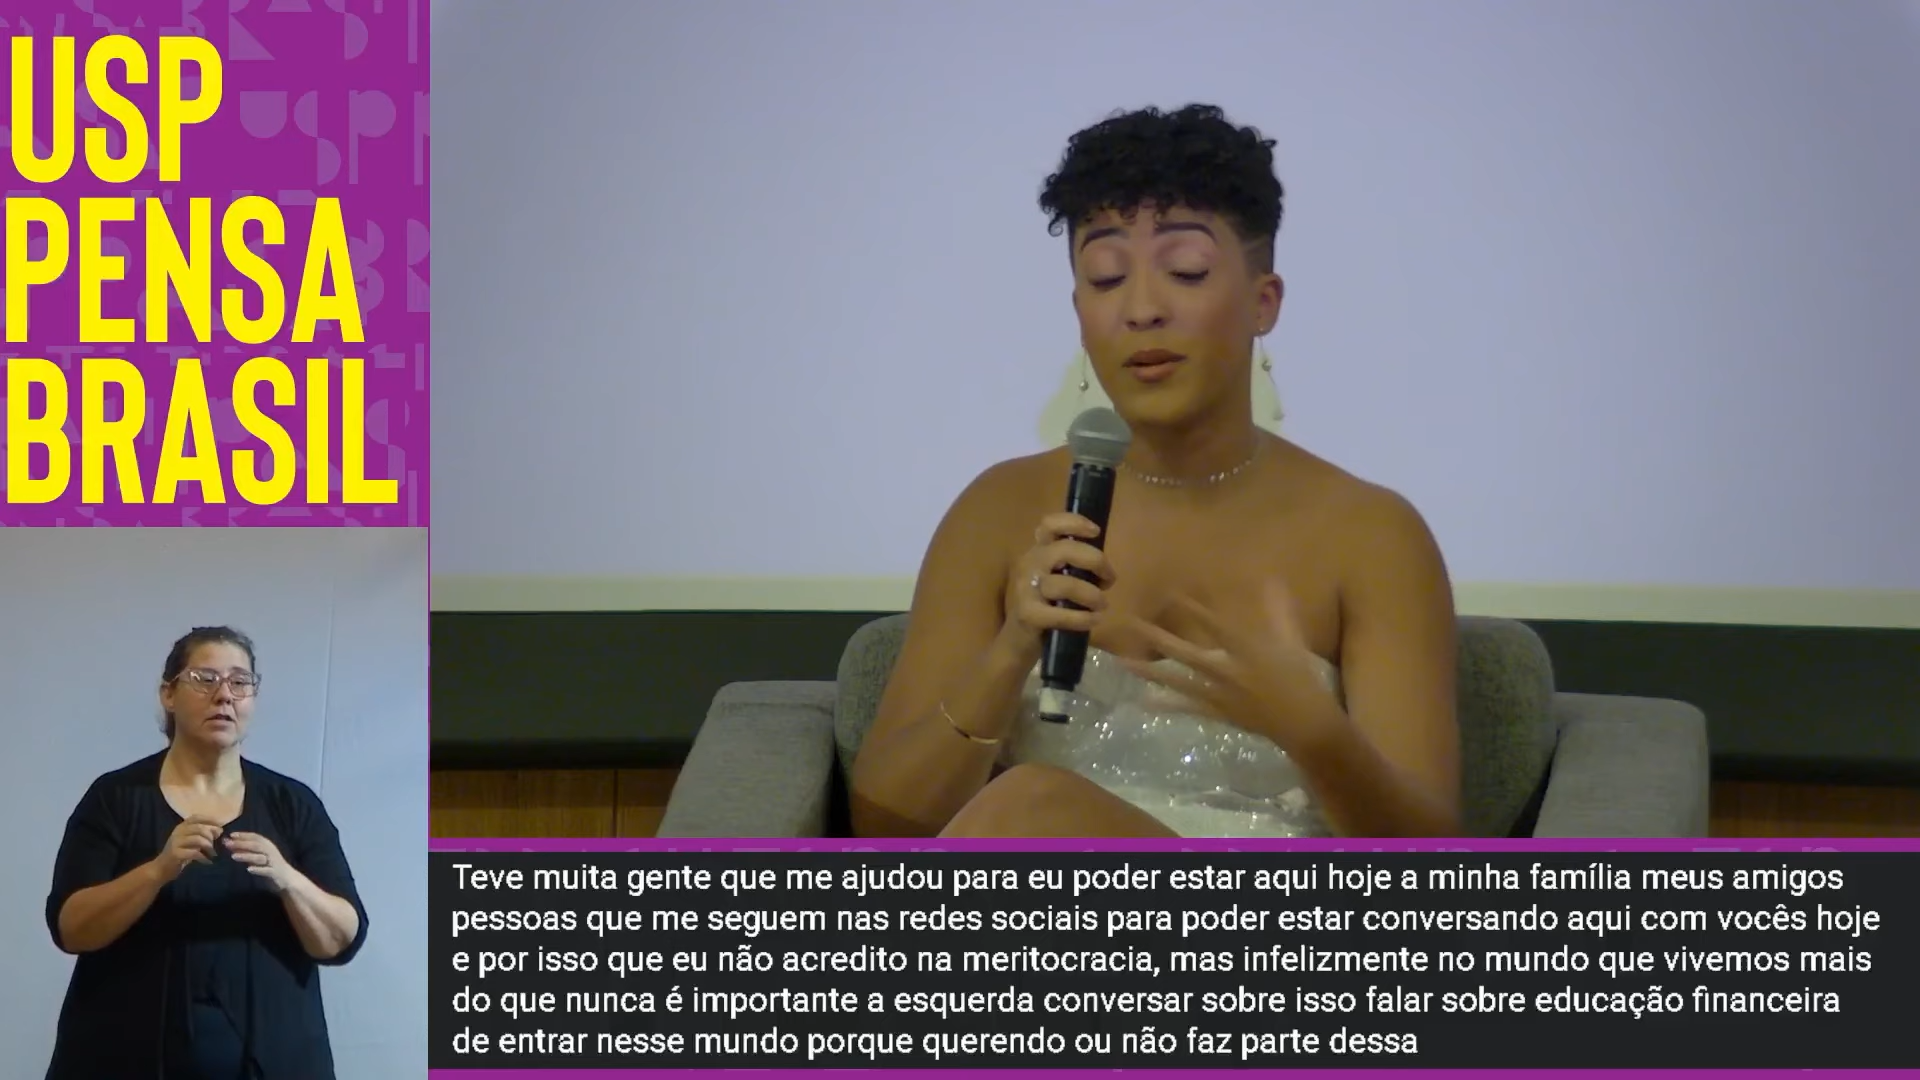 USP
PENSA
BRASIL
Teve muita gente que me ajudou para eu poder estar aqui hoje a minha família meus amigos
pessoas que me seguem nas redes sociais para poder estar conversando aqui com vocês hoje
e por isso que eu não acredito na meritocracia, mas infelizmente no mundo que vivemos mais
do que nunca é importante a esquerda conversar sobre isso falar sobre educação financeira
de entrar nesse mundo porque querendo ou não faz parte dessa